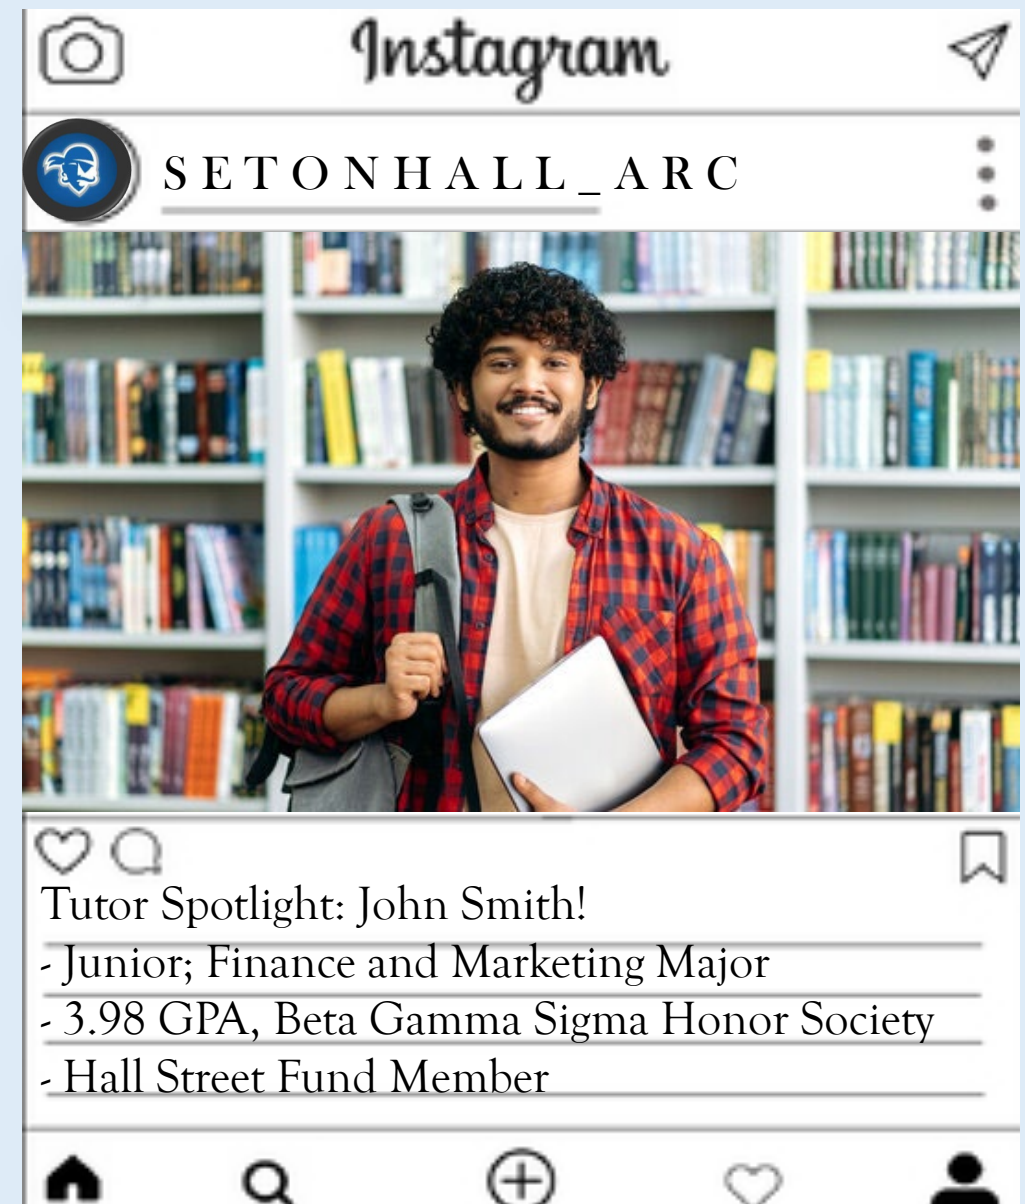 Instagram
SETONHALL_ARC
Tutor Spotlight: John Smith!
- Junior; Finance and Marketing Major
- 3.98 GPA, Beta Gamma Sigma Honor Society
- Hall Street Fund Member